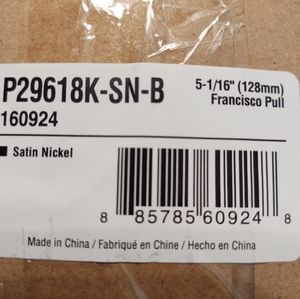 P29618K-SN-B
5-1/16" (128mm)
Francisco Pull
160924
■ Satin Nickel
8 85785 60924 8
Made in China / Fabriqué en Chine / Hecho en China